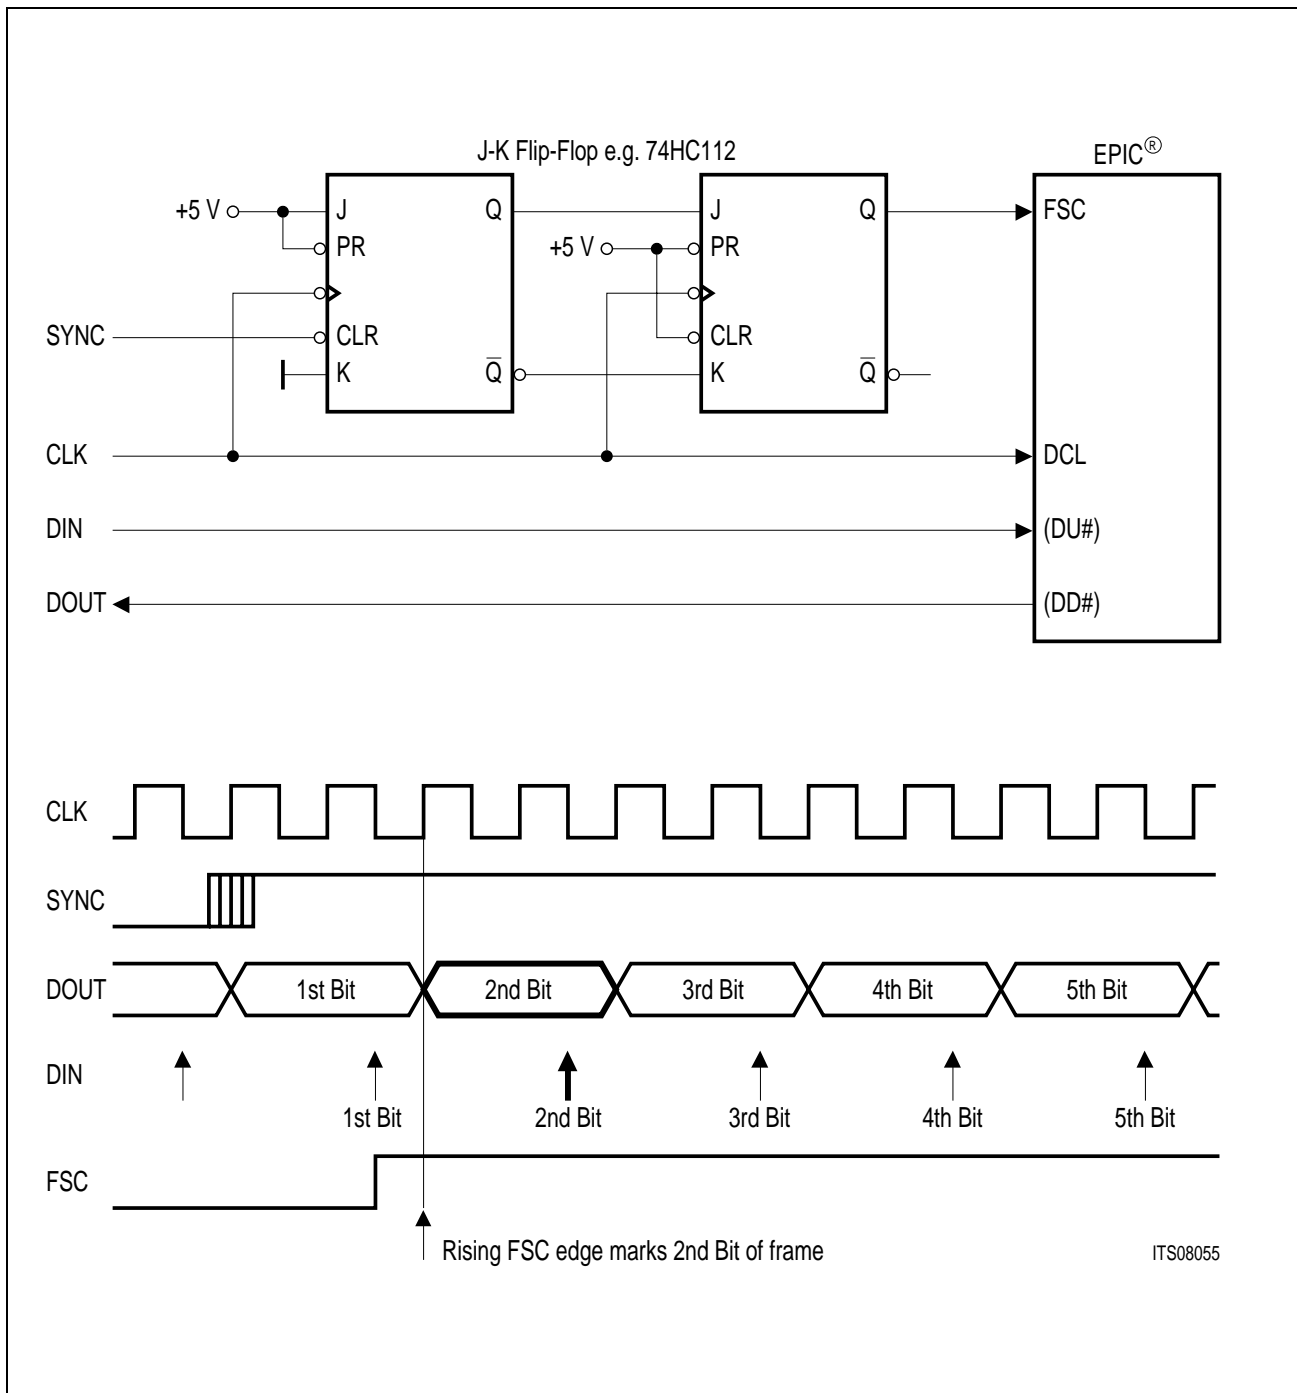 J-K Flip-Flop e.g. 74HC112
EPIC®
+5 V
J
Q
J
Q
FSC
PR
+5 V
PR
SYNC
CLR
CLR
K
Q̅
K
Q̅
CLK
DCL
DIN
(DU#)
DOUT
(DD#)
CLK
SYNC
DOUT
1st Bit
2nd Bit
3rd Bit
4th Bit
5th Bit
DIN
1st Bit
2nd Bit
3rd Bit
4th Bit
5th Bit
FSC
Rising FSC edge marks 2nd Bit of frame
ITS08055